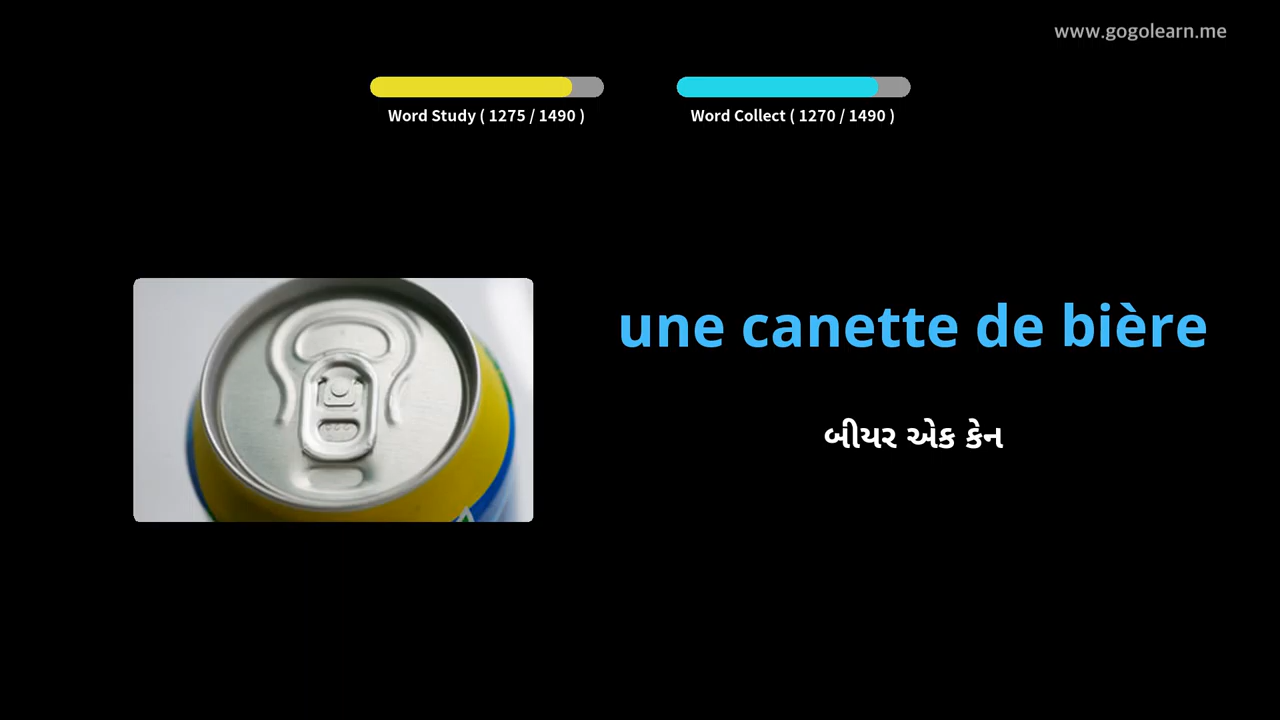 www.gogolearn.me
Word Study ( 1275 / 1490 )
Word Collect ( 1270 / 1490 )
une canette de bière
બીયર એક કેન